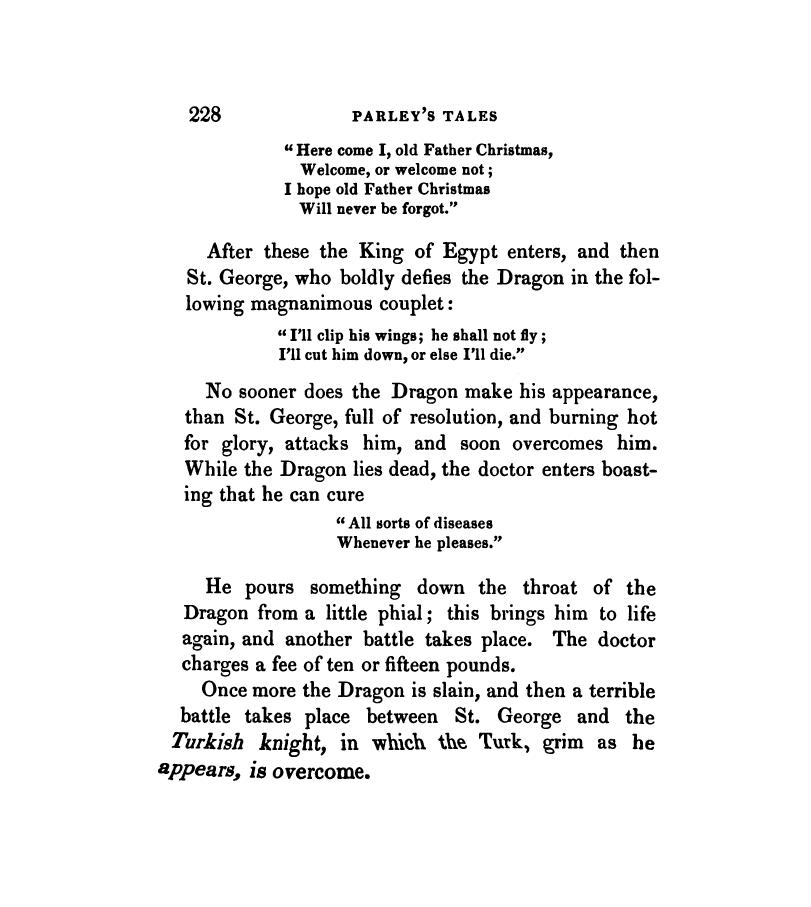 228 PARLEY'S TALES
“Here come I, old Father Christmas,
Welcome, or welcome not;
I hope old Father Christmas
Will never be forgot.”
After these the King of Egypt enters, and then
St. George, who boldly defies the Dragon in the fol-
lowing magnanimous couplet:
“I'll clip his wings; he shall not fly;
I'll cut him down, or else I'll die.”
No sooner does the Dragon make his appearance,
than St. George, full of resolution, and burning hot
for glory, attacks him, and soon overcomes him.
While the Dragon lies dead, the doctor enters boast-
ing that he can cure
“All sorts of diseases
Whenever he pleases.”
He pours something down the throat of the
Dragon from a little phial; this brings him to life
again, and another battle takes place. The doctor
charges a fee of ten or fifteen pounds.
Once more the Dragon is slain, and then a terrible
battle takes place between St. George and the
Turkish knight, in which the Turk, grim as he
appears, is overcome.